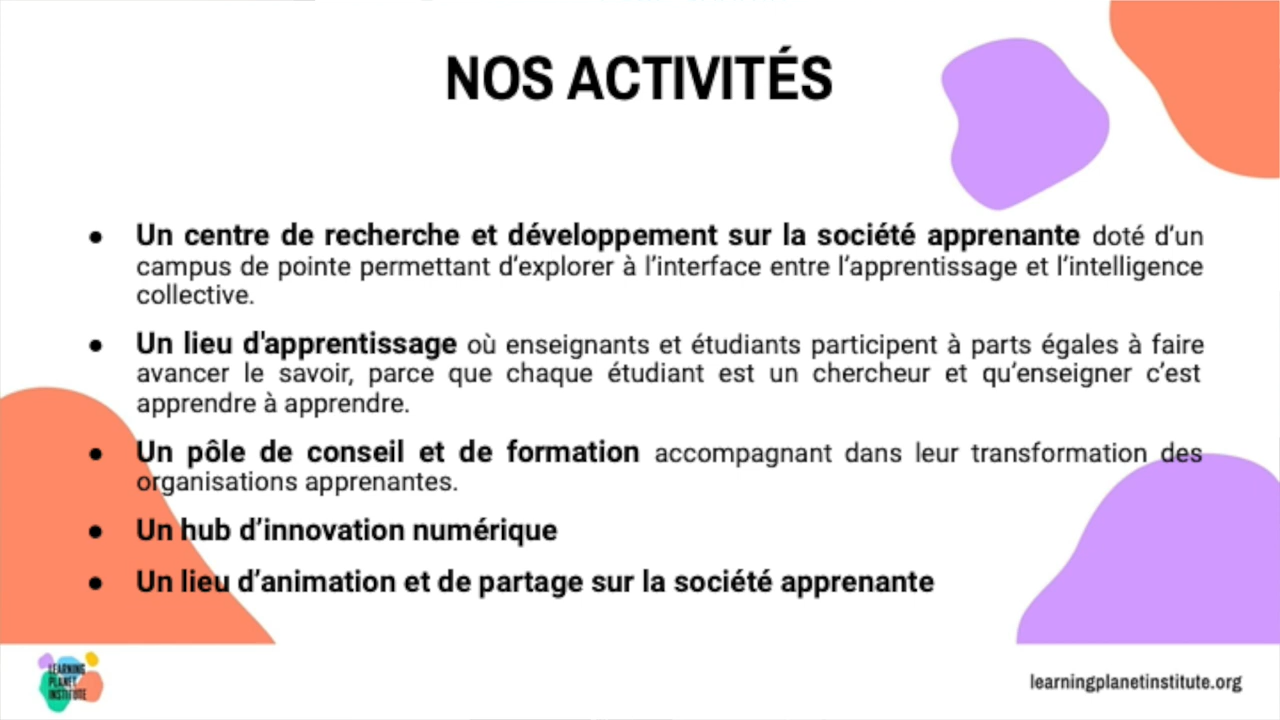 NOS ACTIVITÉS
● Un centre de recherche et développement sur la société apprenante doté d’un
campus de pointe permettant d’explorer à l’interface entre l’apprentissage et l’intelligence
collective.
● Un lieu d'apprentissage où enseignants et étudiants participent à parts égales à faire
avancer le savoir, parce que chaque étudiant est un chercheur et qu’enseigner c’est
apprendre à apprendre.
● Un pôle de conseil et de formation accompagnant dans leur transformation des
organisations apprenantes.
● Un hub d’innovation numérique
● Un lieu d’animation et de partage sur la société apprenante
LEARNING
PLANET
INSTITUTE
learningplanetinstitute.org